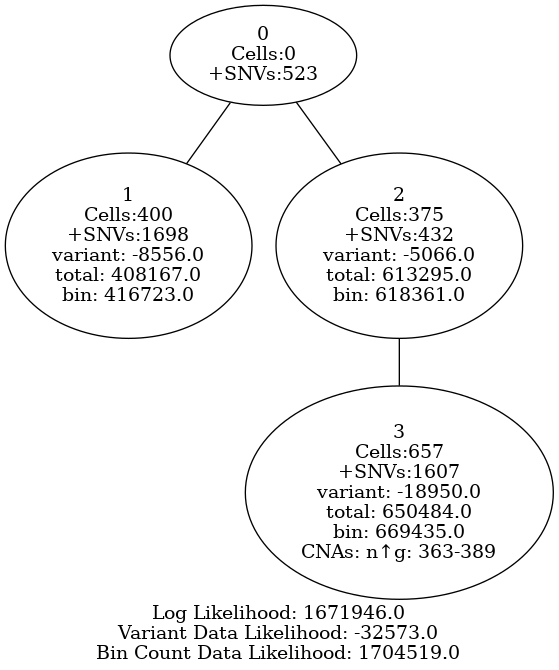 0
Cells:0
+SNVs:523
1
Cells:400
+SNVs:1698
variant: -8556.0
total: 408167.0
bin: 416723.0
2
Cells:375
+SNVs:432
variant: -5066.0
total: 613295.0
bin: 618361.0
3
Cells:657
+SNVs:1607
variant: -18950.0
total: 650484.0
bin: 669435.0
CNAs: n↑g: 363-389
Log Likelihood: 1671946.0
Variant Data Likelihood: -32573.0
Bin Count Data Likelihood: 1704519.0